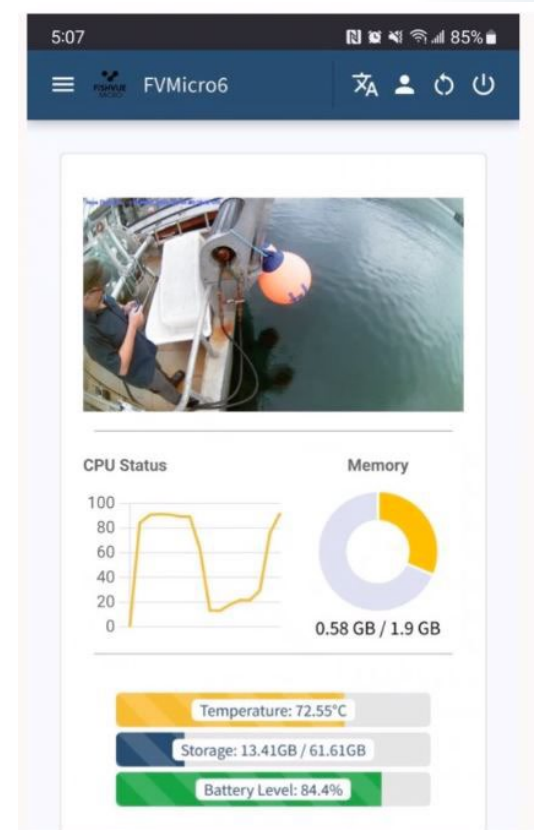 5:07 85%
FISHVUE
MICRO
FVMicro6
CPU Status
Memory
100
80
60
40
20
0
0.58 GB / 1.9 GB
Temperature: 72.55°C
Storage: 13.41GB / 61.61GB
Battery Level: 84.4%